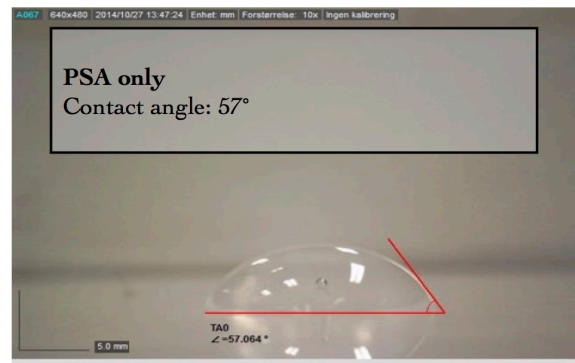 A067 640x480 2014/10/27 13:47:24 Enhet: mm Forstørrelse: 10x Ingen kalibrering
PSA only
Contact angle: 57°
TA0
∠=57.064°
5.0 mm